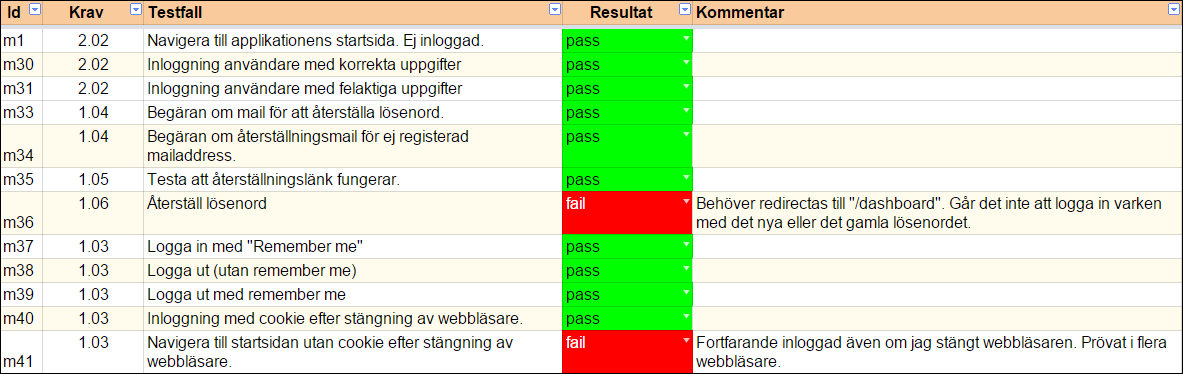 Id Krav Testfall Resultat Kommentar
m1 2.02 Navigera till applikationens startsida. Ej inloggad. pass
m30 2.02 Inloggning användare med korrekta uppgifter pass
m31 2.02 Inloggning användare med felaktiga uppgifter pass
m33 1.04 Begäran om mail för att återställa lösenord. pass
m34 1.04 Begäran om återställningsmail för ej registerad pass
mailaddress.
m35 1.05 Testa att återställningslänk fungerar. pass
m36 1.06 Återställ lösenord fail Behöver redirectas till "/dashboard". Går det inte att logga in varken
med det nya eller det gamla lösenordet.
m37 1.03 Logga in med "Remember me" pass
m38 1.03 Logga ut (utan remember me) pass
m39 1.03 Logga ut med remember me pass
m40 1.03 Inloggning med cookie efter stängning av webbläsare. pass
m41 1.03 Navigera till startsidan utan cookie efter stängning av fail Fortfarande inloggad även om jag stängt webbläsaren. Prövat i flera
webbläsare. webbläsare.